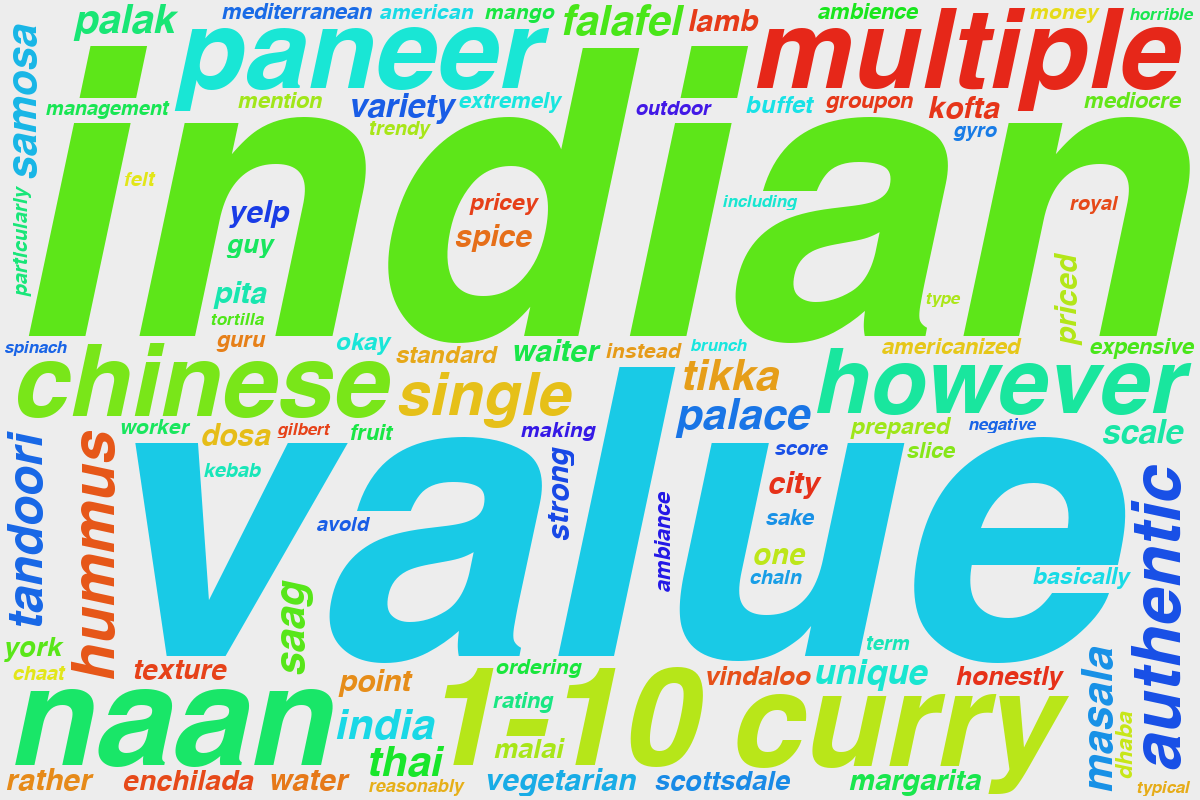 palak
mediterranean
american
mango
falafel
lamb
ambience
money
horrible
samosa
paneer
multiple
management
mention
variety
extremely
trendy
outdoor
buffet
groupon
kofta
gyro
mediocre
indian
felt
particularly
yelp
guy
pricey
spice
including
royal
pita
tortilla
guru
type
priced
spinach
okay
standard
waiter
instead
brunch
americanized
expensive
chinese
single
tikka
palace
however
worker
dosa
gilbert
fruit
making
score
prepared
slice
negative
scale
tandoori
hummus
kebab
value
avoid
strong
ambiance
city
sake
one
chain
basically
authentic
saag
york
chaat
texture
point
ordering
rating
vindaloo
term
unique
honestly
masala
dhaba
naan
india
1-10
curry
malai
thai
rather
enchilada
water
reasonably
vegetarian
scottsdale
margarita
typical